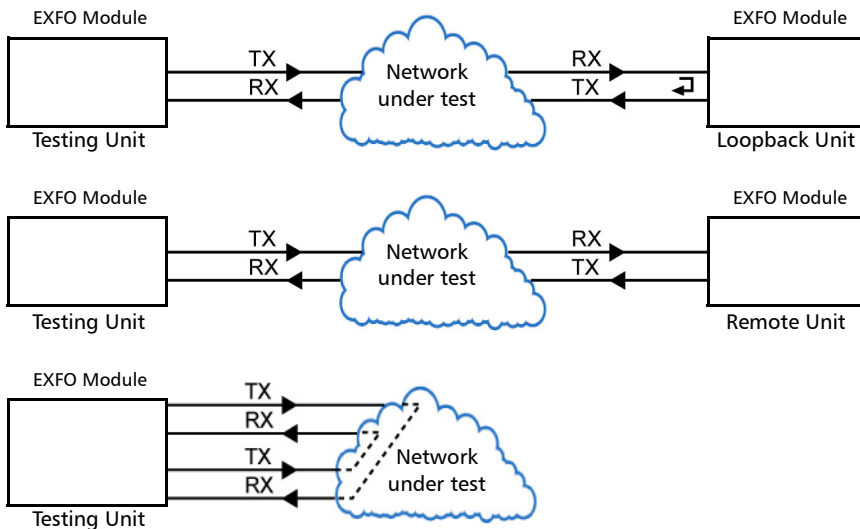 EXFO Module
EXFO Module
TX
RX
RX
TX
Network
under test
Testing Unit
Loopback Unit
EXFO Module
EXFO Module
TX
RX
RX
TX
Network
under test
Testing Unit
Remote Unit
EXFO Module
TX
RX
TX
RX
Network
under test
Testing Unit